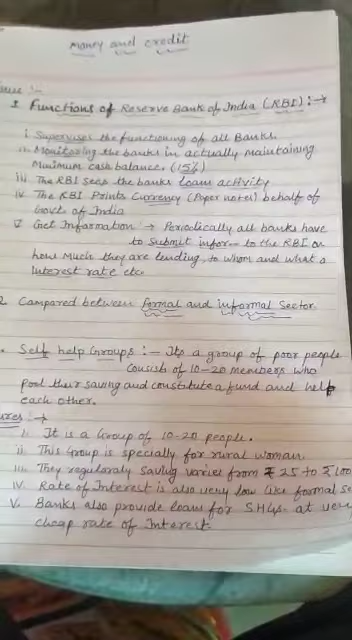 Money and credit
1 Functions of Reserve Bank of India (RBI) :→
i Supervises the functioning of all Banks.
ii. Monitoring the banks in actually maintaining
Minimum cash balance. (15%)
iii The RBI sees the banks loan activity
iv The RBI Prints Currency (Paper notes) behalf of
Govt. of India
V Get Information → Periodically all banks have
to Submit infor— to the RBI on
how Much they are lending, to whom and what a
interest rate etc.
2 Compared between formal and informal Sector.
Self help Groups :- Its a group of poor people
Consists of 10-20 members who
Pool their saving and constitute a fund and help
each other.
ures :→
i) It is a Group of 10-20 people.
ii This Group is specially for rural woman.
iii They regularaly saving varies from ₹ 25 to ₹ 100
IV. Rate of Interest is also very low like formal se
V. Banks also provide loans for S.H.Gs. at very
cheap rate of Interest.